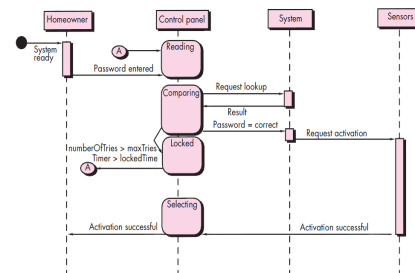 Homeowner
Control panel
System
Sensors
System
ready
A
Reading
Password entered
Comparing
Request lookup
Result
Password = correct
Request activation
numberOfTries > maxTries
Locked
Timer > lockedTime
A
Selecting
Activation successful
Activation successful